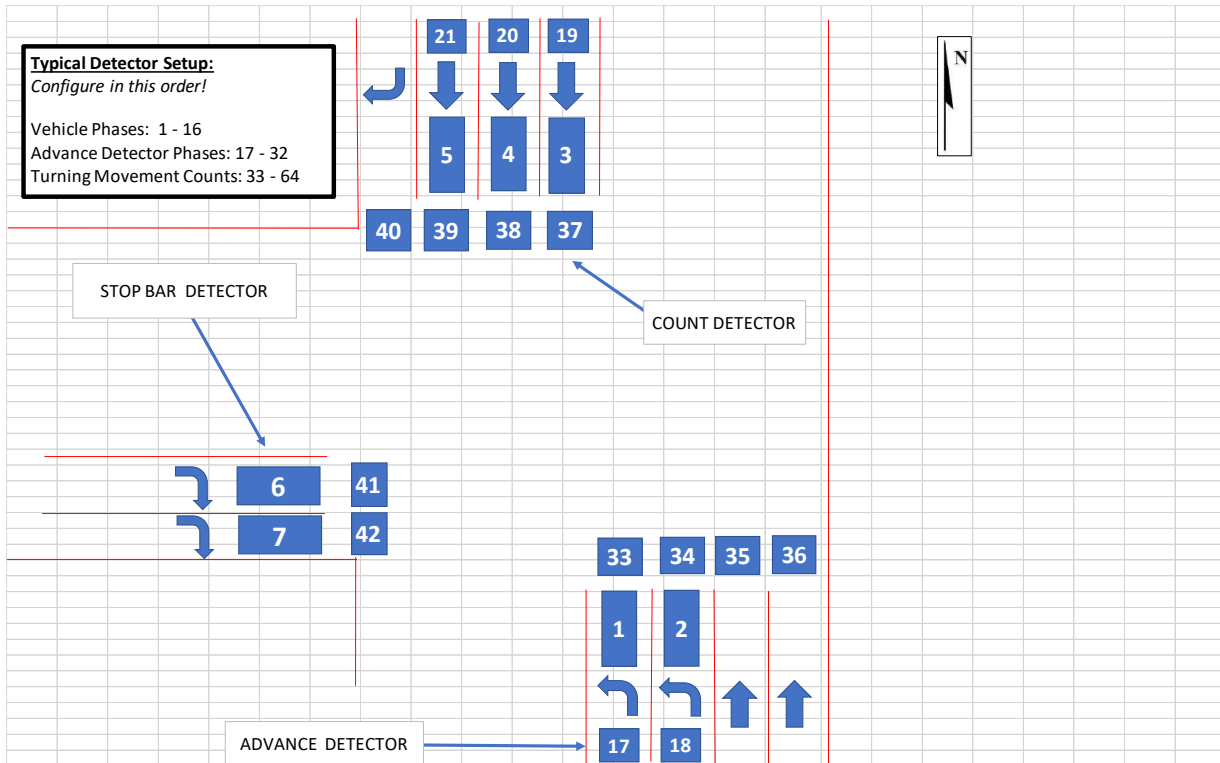 21 20 19
Typical Detector Setup:
Configure in this order!
Vehicle Phases: 1 - 16
Advance Detector Phases: 17 - 32
Turning Movement Counts: 33 - 64
N
5 4 3
40 39 38 37
STOP BAR DETECTOR
COUNT DETECTOR
6 41
7 42
33 34 35 36
1 2
ADVANCE DETECTOR
17 18